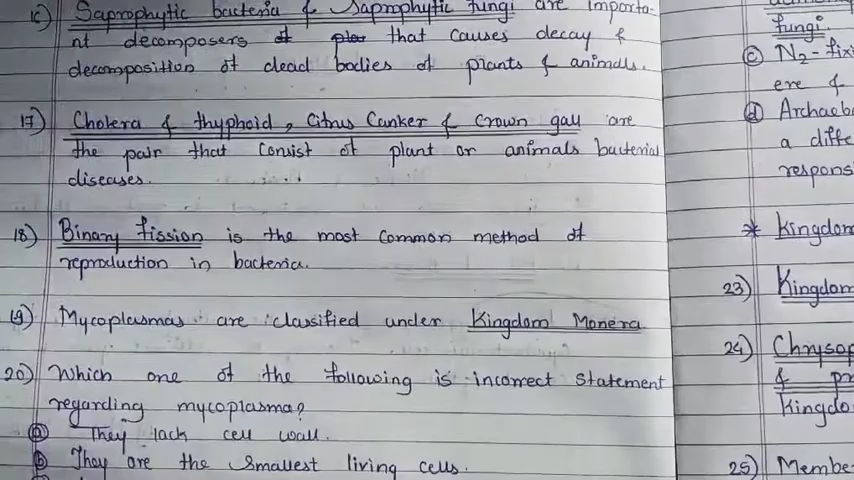 16) Saprophytic bacteria & Saprophytic fungi are importa-
nt decomposers that causes decay &
decomposition of dead bodies of plants & animals.
17) Cholera & thyphoid, Citrus Canker & Crown gay are
the pair that consist of plant or animals bacterial
diseases.
18) Binary fission is the most common method of
reproduction in bacteria.
19) Mycoplasmas are classified under Kingdom Monera
20) Which one of the following is incorrect statement
regarding mycoplasma?
a They lack cell wall.
b They are the smallest living cells.
fungi.
c N2-fix
ere &
d Archaeb
a diffe
respons
* Kingdom
23) Kingdom
24) Chrysop
& pr
Kingdo
25) Membe